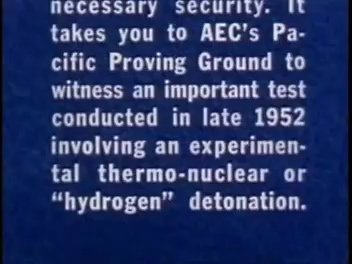 necessary security. It
takes you to AEC's Pa-
cific Proving Ground to
witness an important test
conducted in late 1952
involving an experimen-
tal thermo-nuclear or
“hydrogen” detonation.